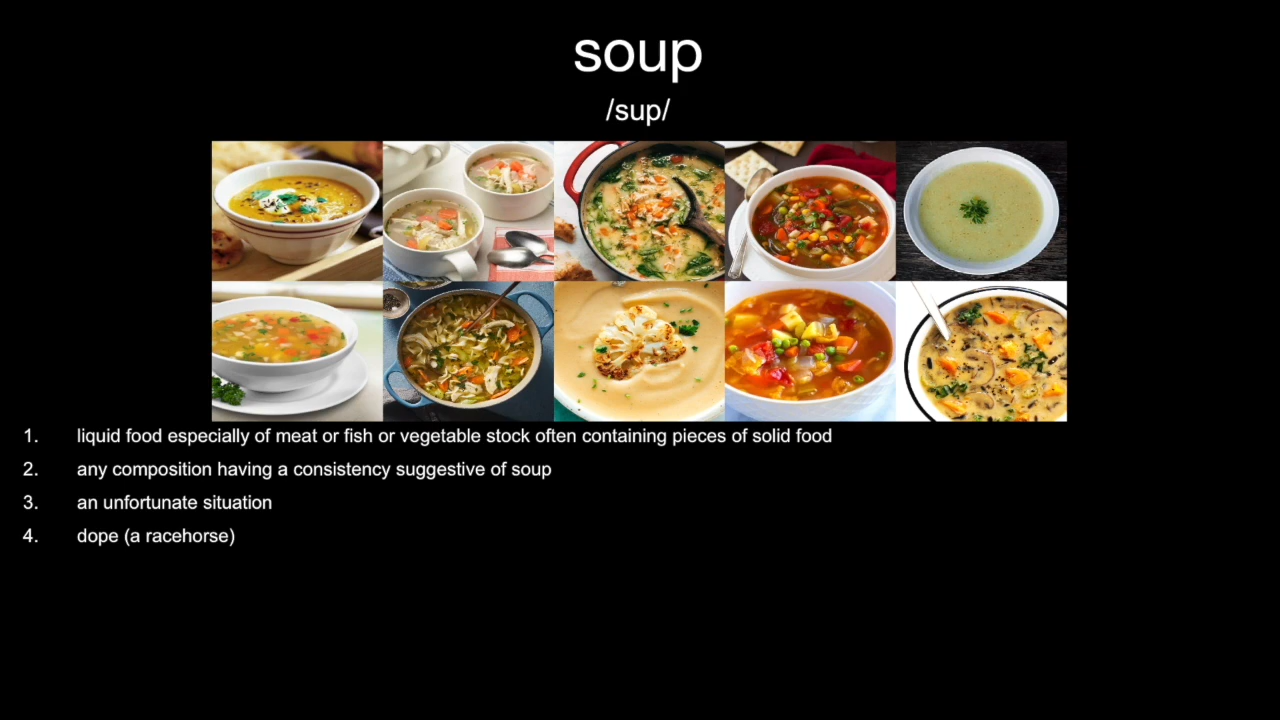 soup
/sup/
1. liquid food especially of meat or fish or vegetable stock often containing pieces of solid food
2. any composition having a consistency suggestive of soup
3. an unfortunate situation
4. dope (a racehorse)